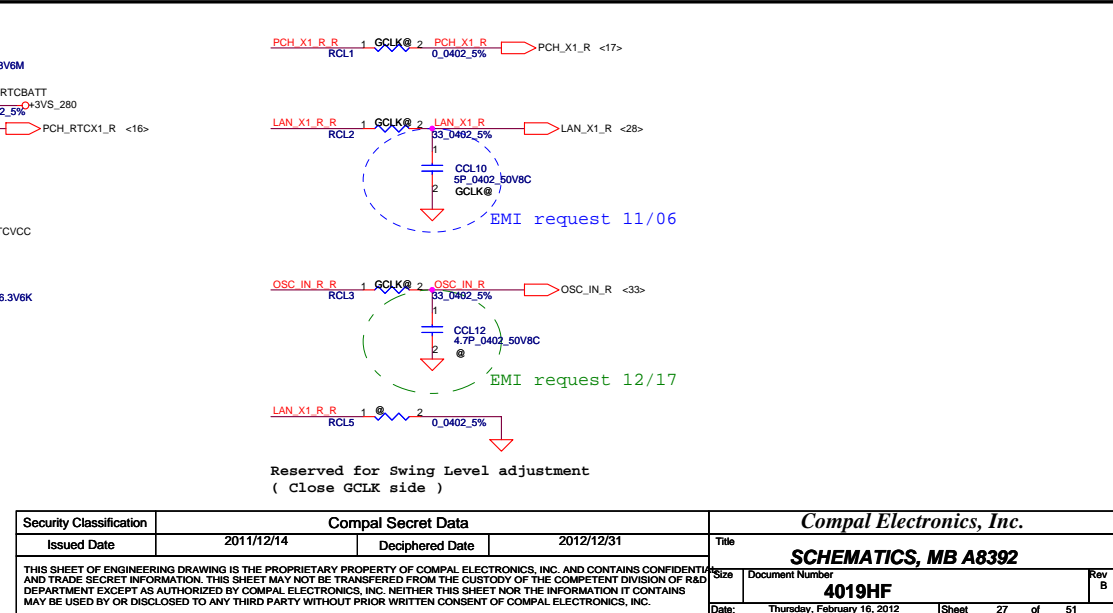 PCH_X1_R_R 1 GCLK@ 2 PCH_X1_R PCH_X1_R <17>
RCL1 0_0402_5%
3V6M
RTCBATT
+3VS_280
2_5%
PCH_RTCX1_R <16>
LAN_X1_R_R 1 GCLK@ 2 LAN_X1_R LAN_X1_R <28>
RCL2 33_0402_5%
1
CCL10
5P_0402_50V8C
2 GCLK@
EMI request 11/06
TCVCC
6.3V6K
OSC_IN_R_R 1 GCLK@ 2 OSC_IN_R OSC_IN_R <33>
RCL3 33_0402_5%
1
CCL12
4.7P_0402_50V8C
2 @
EMI request 12/17
LAN_X1_R_R 1 @ 2
RCL5 0_0402_5%
Reserved for Swing Level adjustment
( Close GCLK side )
Security Classification Compal Secret Data Compal Electronics, Inc.
Issued Date 2011/12/14 Deciphered Date 2012/12/31
Title
SCHEMATICS, MB A8392
THIS SHEET OF ENGINEERING DRAWING IS THE PROPRIETARY PROPERTY OF COMPAL ELECTRONICS, INC. AND CONTAINS CONFIDENTIAL
AND TRADE SECRET INFORMATION. THIS SHEET MAY NOT BE TRANSFERED FROM THE CUSTODY OF THE COMPETENT DIVISION OF R&D
DEPARTMENT EXCEPT AS AUTHORIZED BY COMPAL ELECTRONICS, INC. NEITHER THIS SHEET NOR THE INFORMATION IT CONTAINS
MAY BE USED BY OR DISCLOSED TO ANY THIRD PARTY WITHOUT PRIOR WRITTEN CONSENT OF COMPAL ELECTRONICS, INC.
Size Document Number Rev
4019HF B
Date: Thursday, February 16, 2012 Sheet 27 of 51